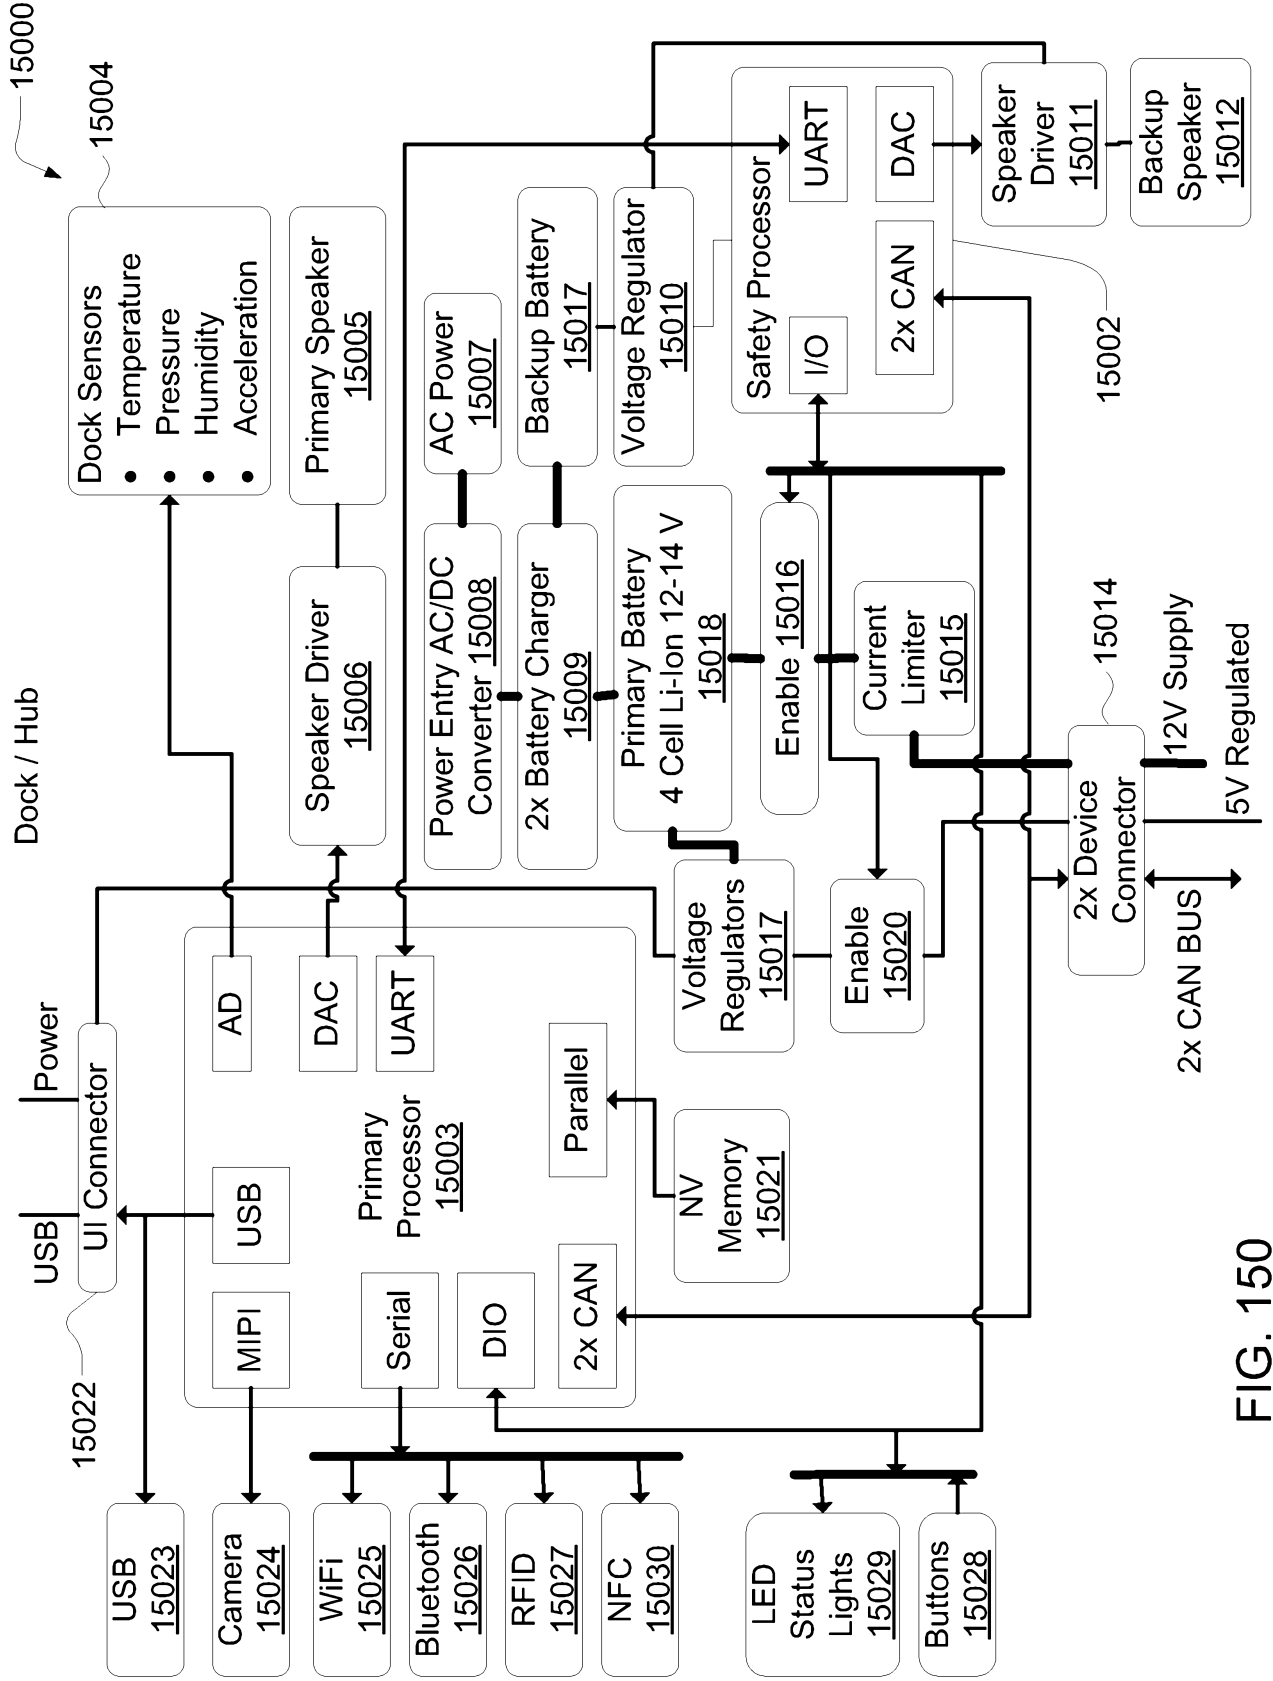 Dock / Hub
15000
USB
Power
15022
UI Connector
USB
15023
Camera
15024
WiFi
15025
Bluetooth
15026
RFID
15027
NFC
15030
LED
Status
Lights
15029
Buttons
15028
MIPI
USB
AD
DAC
UART
Serial
DIO
2x CAN
Parallel
Primary
Processor
15003
NV
Memory
15021
Dock Sensors
• Temperature
• Pressure
• Humidity
• Acceleration
15004
Speaker Driver
15006
Primary Speaker
15005
Power Entry AC/DC
Converter 15008
AC Power
15007
2x Battery Charger
15009
Backup Battery
15017
Primary Battery
4 Cell Li-Ion 12-14 V
15018
Voltage Regulator
15010
Voltage
Regulators
15017
Enable
15020
Enable 15016
Current
Limiter
15015
Safety Processor
I/O
UART
2x CAN
DAC
15002
Speaker
Driver
15011
Backup
Speaker
15012
2x Device
Connector
15014
2x CAN BUS
12V Supply
5V Regulated
FIG. 150